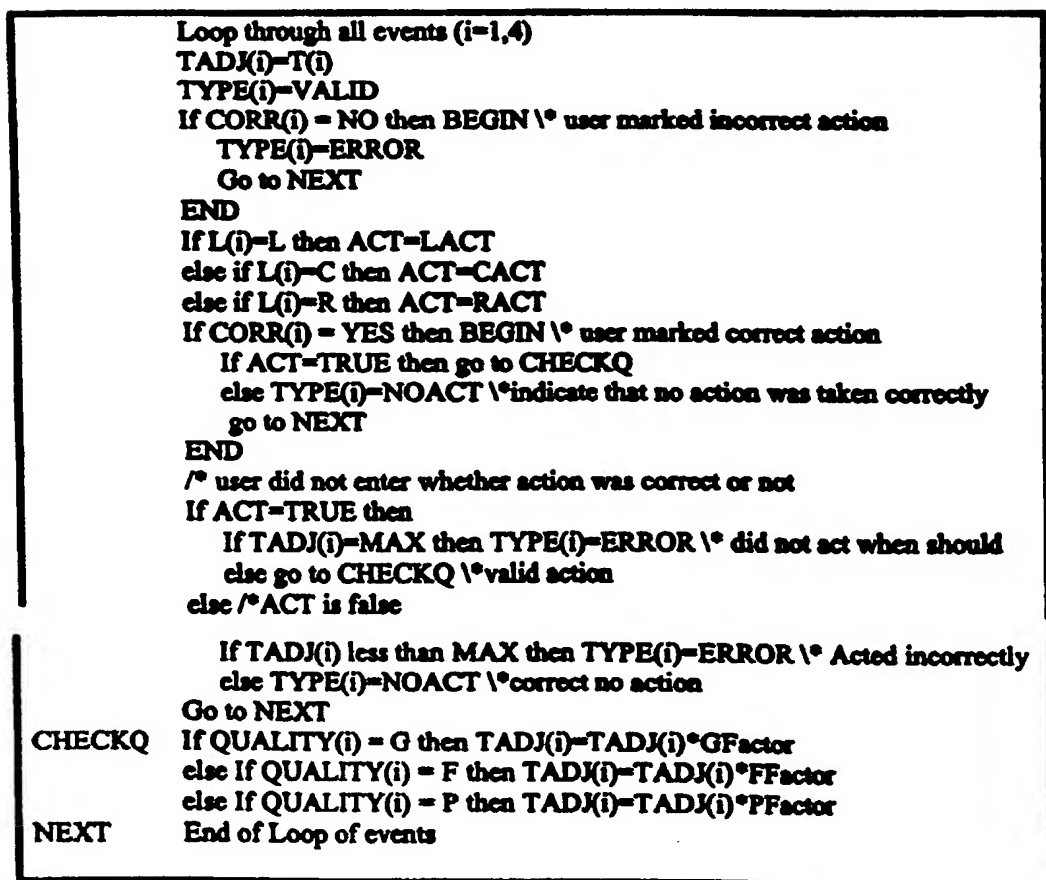 Loop through all events (i=1,4)
TADJ(i)=T(i)
TYPE(i)=VALID
If CORR(i) = NO then BEGIN \* user marked incorrect action
TYPE(i)=ERROR
Go to NEXT
END
If L(i)=L then ACT=LACT
else if L(i)=C then ACT=CACT
else if L(i)=R then ACT=RACT
If CORR(i) = YES then BEGIN \* user marked correct action
If ACT=TRUE then go to CHECKQ
else TYPE(i)=NOACT \*indicate that no action was taken correctly
go to NEXT
END
/* user did not enter whether action was correct or not
If ACT=TRUE then
If TADJ(i)=MAX then TYPE(i)=ERROR \* did not act when should
else go to CHECKQ \*valid action
else /*ACT is false
If TADJ(i) less than MAX then TYPE(i)=ERROR \* Acted incorrectly
else TYPE(i)=NOACT \*correct no action
Go to NEXT
CHECKQ If QUALITY(i) = G then TADJ(i)=TADJ(i)*GFactor
else If QUALITY(i) = F then TADJ(i)=TADJ(i)*FFactor
else If QUALITY(i) = P then TADJ(i)=TADJ(i)*PFactor
NEXT End of Loop of events